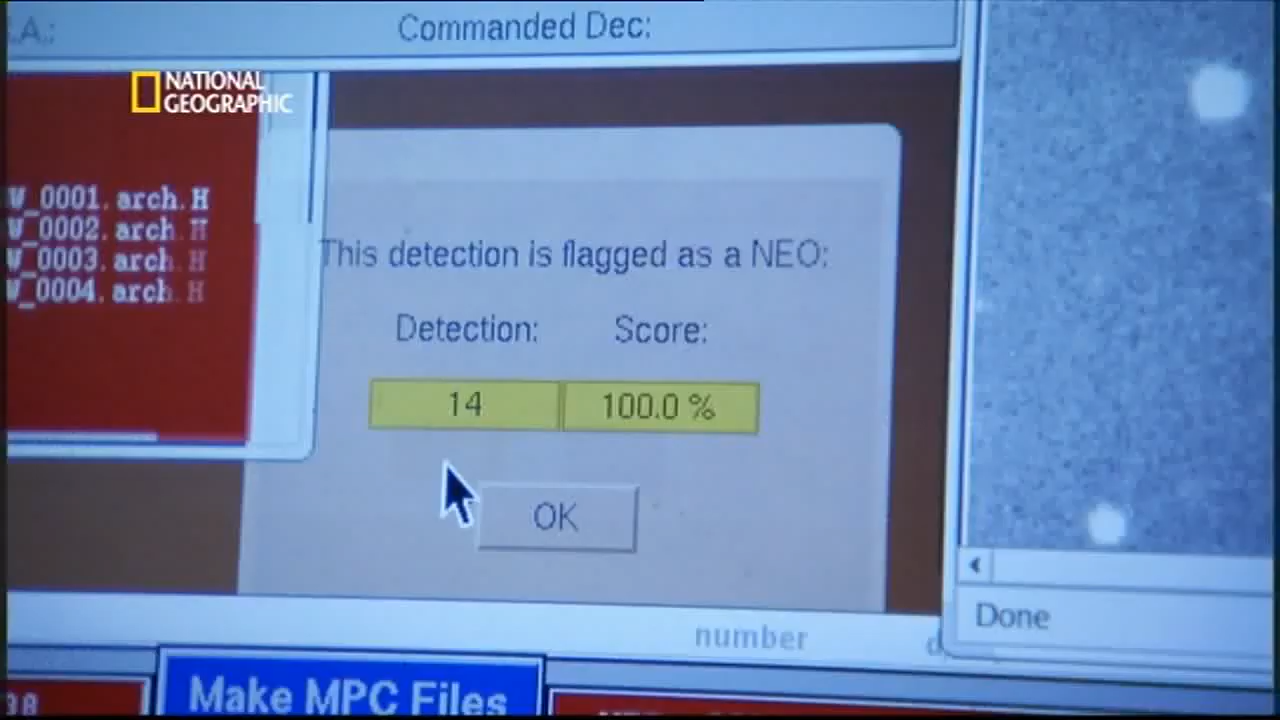 .A.:
Commanded Dec:
NATIONAL
GEOGRAPHIC
W_0001.arch.H
W_0002.arch.H
W_0003.arch.H
W_0004.arch.H
This detection is flagged as a NEO:
Detection: Score:
14 100.0 %
OK
Done
number
Make MPC Files